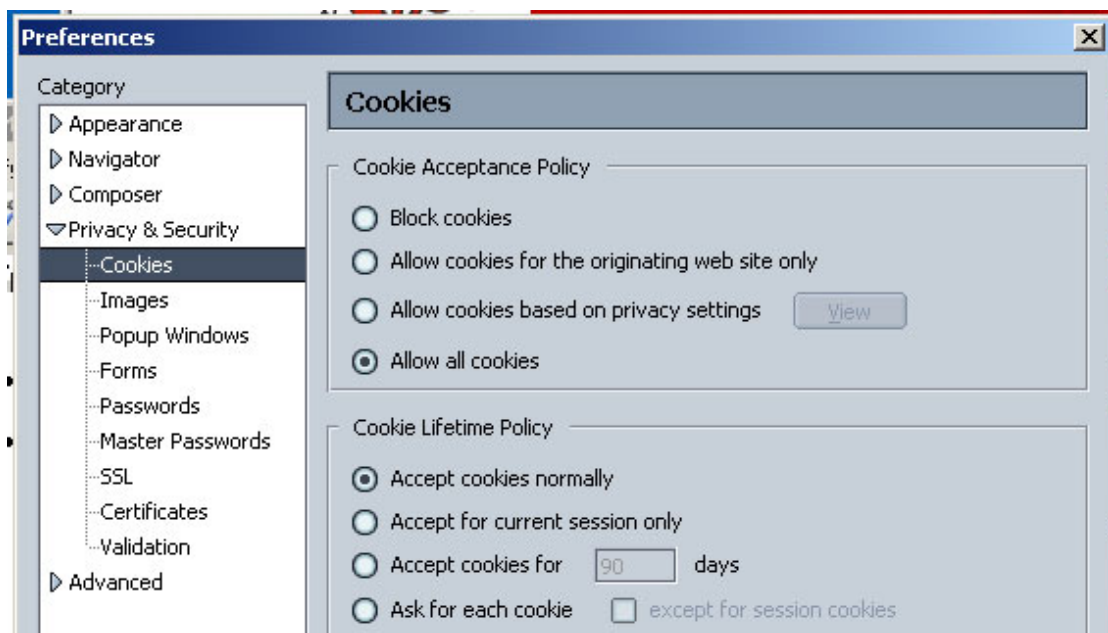 Preferences
Category
Appearance
Navigator
Composer
Privacy & Security
Cookies
Images
Popup Windows
Forms
Passwords
Master Passwords
SSL
Certificates
Validation
Advanced
Cookies
Cookie Acceptance Policy
Block cookies
Allow cookies for the originating web site only
Allow cookies based on privacy settings View
Allow all cookies
Cookie Lifetime Policy
Accept cookies normally
Accept for current session only
Accept cookies for 90 days
Ask for each cookie except for session cookies